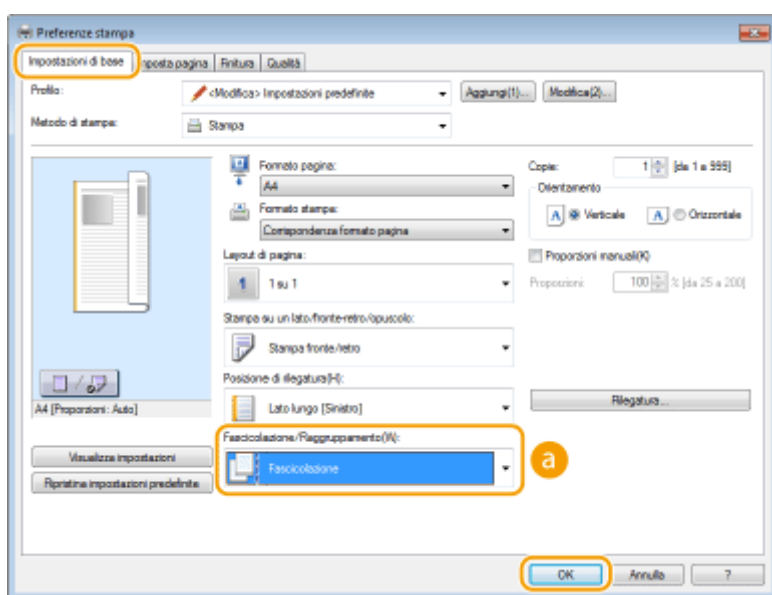 Preferenze stampa
Impostazioni di base
Imposta pagina
Finitura
Qualità
Profilo:
<Modifica> Impostazioni predefinite
Aggiungi(1)...
Modifica(2)...
Metodo di stampa:
Stampa
Formato pagina:
A4
Formato stampa:
Corrispondenza formato pagina
Layout di pagina:
1
1 su 1
Stampa su un lato/fronte-retro/opuscolo:
Stampa fronte/retro
Posizione di rilegatura(H):
Lato lungo [Sinistro]
Fascicolazione/Raggruppamento(W):
Fascicolazione
a
Copie:
1
[da 1 a 999]
Orientamento
A
Verticale
A
Orizzontale
Proporzioni manuali(K)
Proporzioni:
100
% [da 25 a 200]
Rilegatura...
A4 [Proporzioni: Auto]
Visualizza impostazioni
Ripristina impostazioni predefinite
OK
Annulla
?